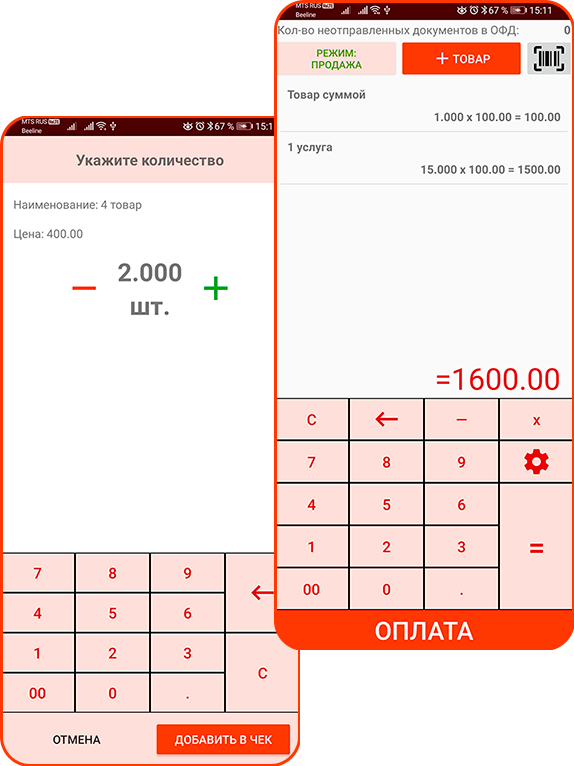 MTS RUS VoLTE
Beeline
67 % 15:1
Укажите количество
Наименование: 4 товар
Цена: 400.00
− 2.000 +
шт.
7 8 9 ←
4 5 6
1 2 3 C
00 0 .
ОТМЕНА ДОБАВИТЬ В ЧЕК
MTS RUS VoLTE
Beeline
67 % 15:11
Кол-во неотправленных документов в ОФД: 0
РЕЖИМ:
ПРОДАЖА
+ ТОВАР
Товар суммой
1.000 x 100.00 = 100.00
1 услуга
15.000 x 100.00 = 1500.00
=1600.00
C ← − x
7 8 9
4 5 6 =
1 2 3
00 0 .
ОПЛАТА